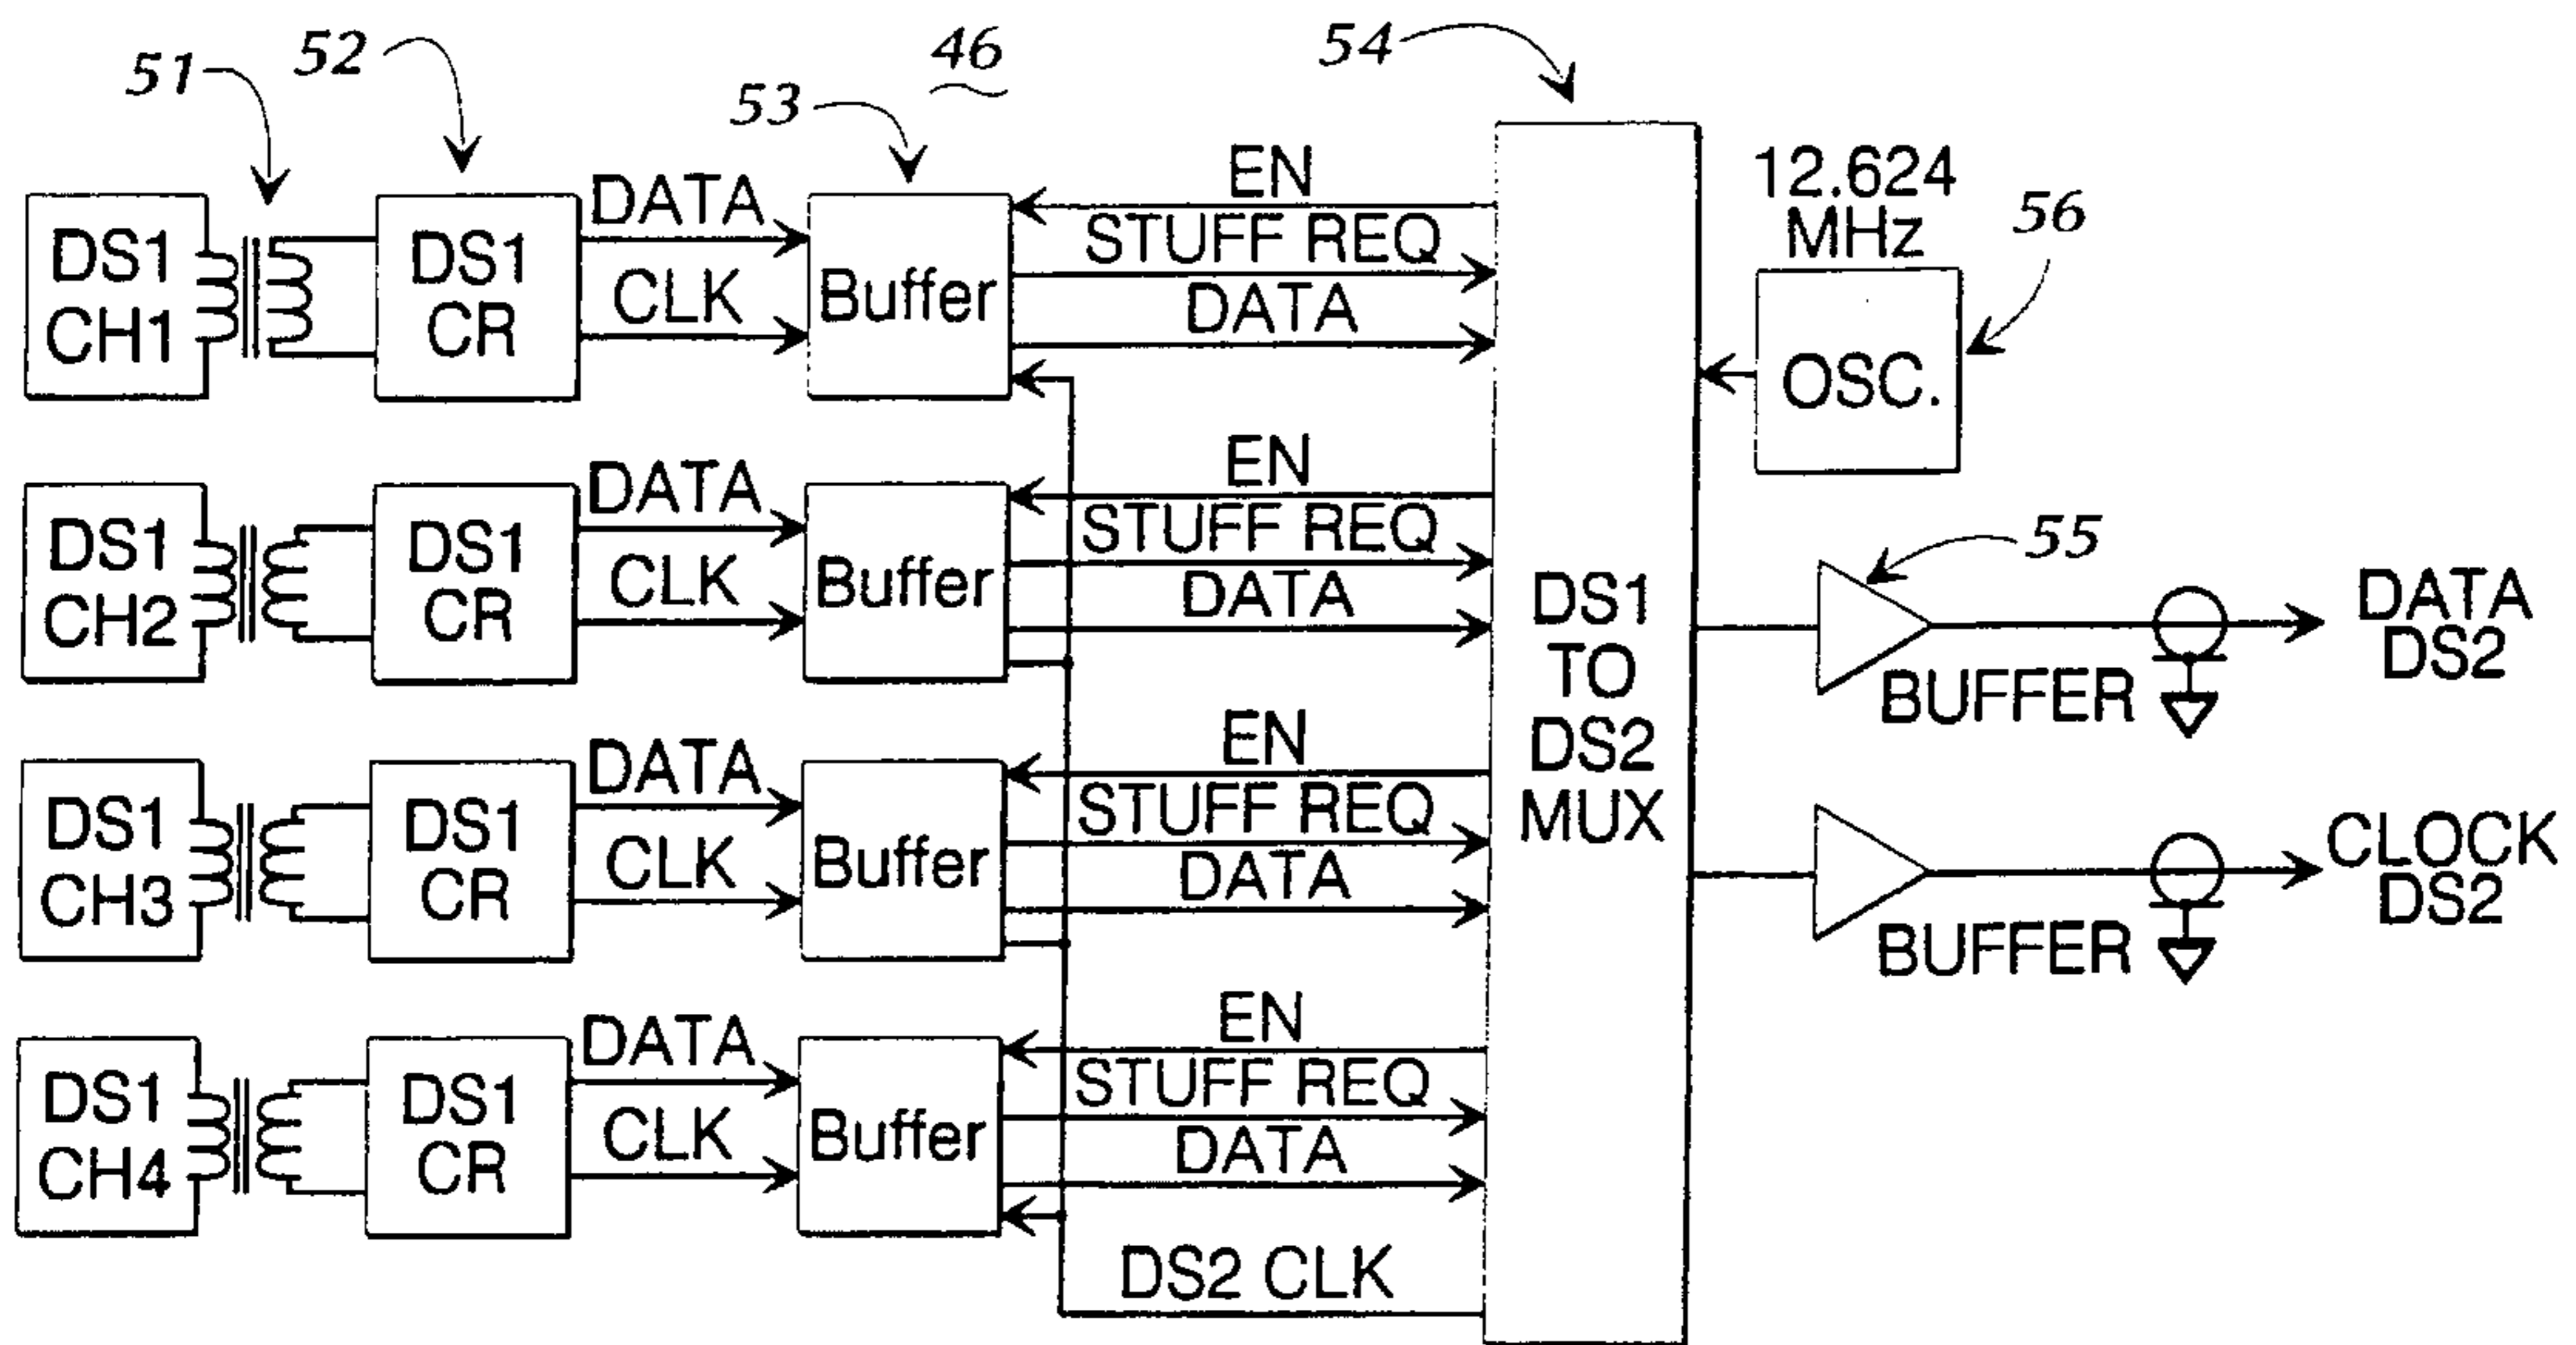 51
52
53
46
54
12.624
MHz
56
OSC.
DS1
CH1
DS1
CR
DATA
CLK
Buffer
EN
STUFF REQ
DATA
DS1
CH2
DS1
CR
DATA
CLK
Buffer
EN
STUFF REQ
DATA
DS1
CH3
DS1
CR
DATA
CLK
Buffer
EN
STUFF REQ
DATA
DS1
CH4
DS1
CR
DATA
CLK
Buffer
EN
STUFF REQ
DATA
DS2 CLK
DS1
TO
DS2
MUX
55
BUFFER
DATA
DS2
BUFFER
CLOCK
DS2